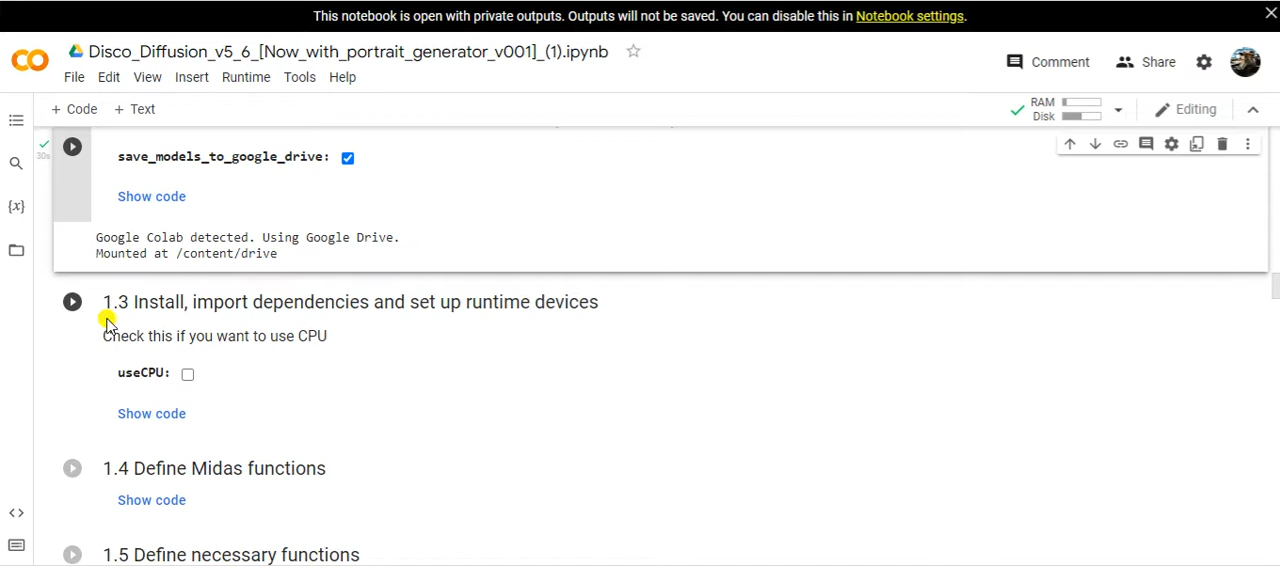 This notebook is open with private outputs. Outputs will not be saved. You can disable this in Notebook settings.
Disco_Diffusion_v5_6_[Now_with_portrait_generator_v001]_(1).ipynb
File Edit View Insert Runtime Tools Help
Comment
Share
+ Code + Text
RAM
Disk
Editing
30s
save_models_to_google_drive:
Show code
Google Colab detected. Using Google Drive.
Mounted at /content/drive
1.3 Install, import dependencies and set up runtime devices
Check this if you want to use CPU
useCPU:
Show code
1.4 Define Midas functions
Show code
1.5 Define necessary functions